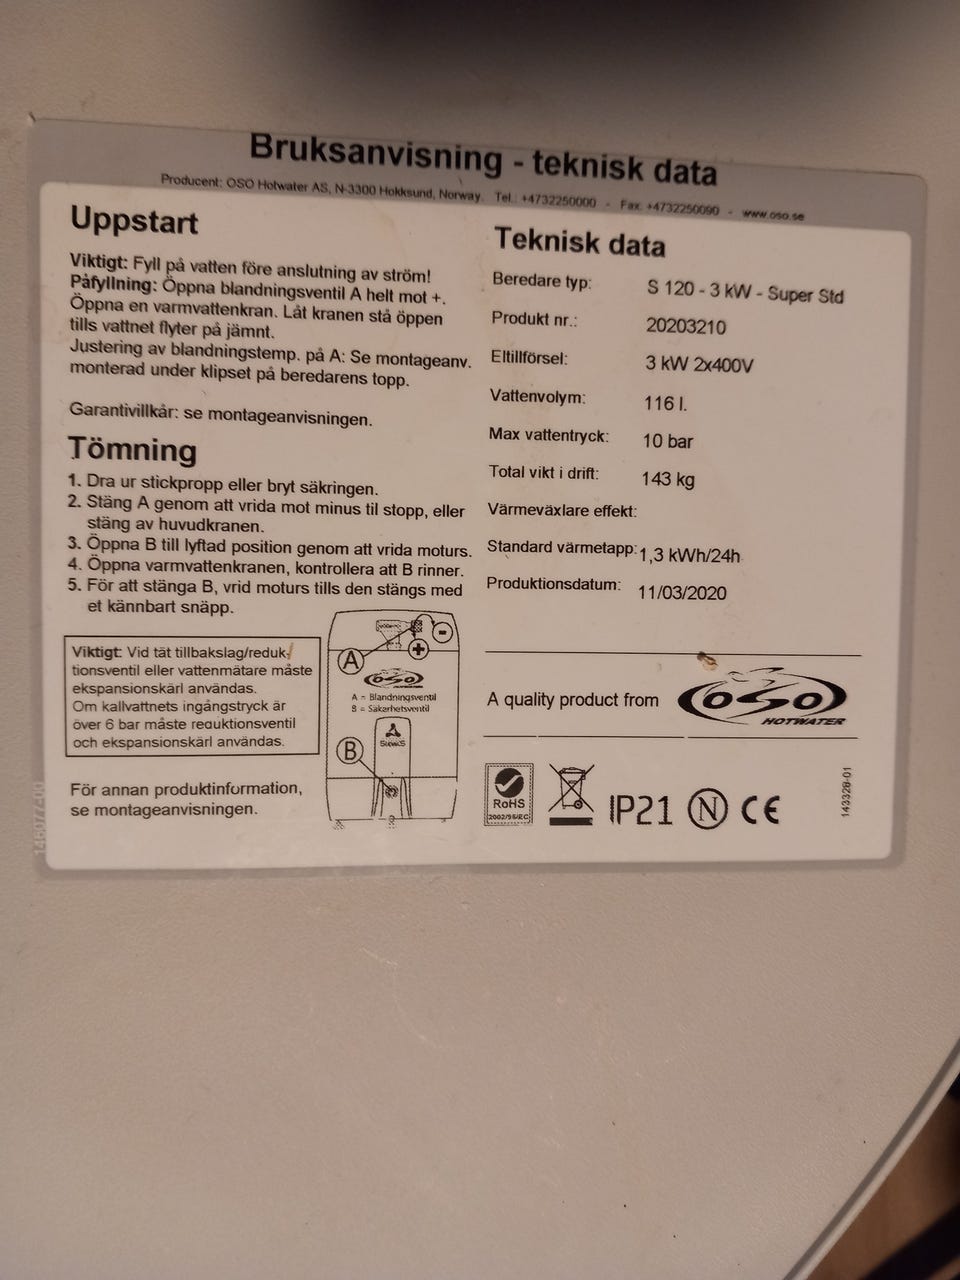 Bruksanvisning - teknisk data
Producent: OSO Hotwater AS, N-3300 Hokksund, Norway. Tel.: +4732250000 - Fax: +4732250090 - www.oso.se
Uppstart
Viktigt: Fyll på vatten före anslutning av ström!
Påfyllning: Öppna blandningsventil A helt mot +.
Öppna en varmvattenkran. Låt kranen stå öppen
tills vattnet flyter på jämnt.
Justering av blandningstemp. på A: Se montageanv.
monterad under klipset på beredarens topp.
Garantivillkår: se montageanvisningen.
Tömning
1. Dra ur stickpropp eller bryt säkringen.
2. Stäng A genom att vrida mot minus til stopp, eller
stäng av huvudkranen.
3. Öppna B till lyftad position genom att vrida moturs.
4. Öppna varmvattenkranen, kontrollera att B rinner.
5. För att stänga B, vrid moturs tills den stängs med
et kännbart snäpp.
Viktigt: Vid tät tillbakslag/reduk-
tionsventil eller vattenmätare måste
ekspansionskärl användas.
Om kallvattnets ingångstryck är
över 6 bar måste reduktionsventil
och ekspansionskärl användas.
För annan produktinformation,
se montageanvisningen.
A
-
+
OSO
HOTWATER
A = Blandningsventil
B = Säkerhetsventil
B
Teknisk data
Beredare typ: S 120 - 3 kW - Super Std
Produkt nr.: 20203210
Eltillförsel: 3 kW 2x400V
Vattenvolym: 116 l.
Max vattentryck: 10 bar
Total vikt i drift: 143 kg
Värmeväxlare effekt:
Standard värmetapp: 1,3 kWh/24h
Produktionsdatum: 11/03/2020
A quality product from OSO
HOTWATER
RoHS
2002/95/EC
IP21 N CE
143328-01
146077-00